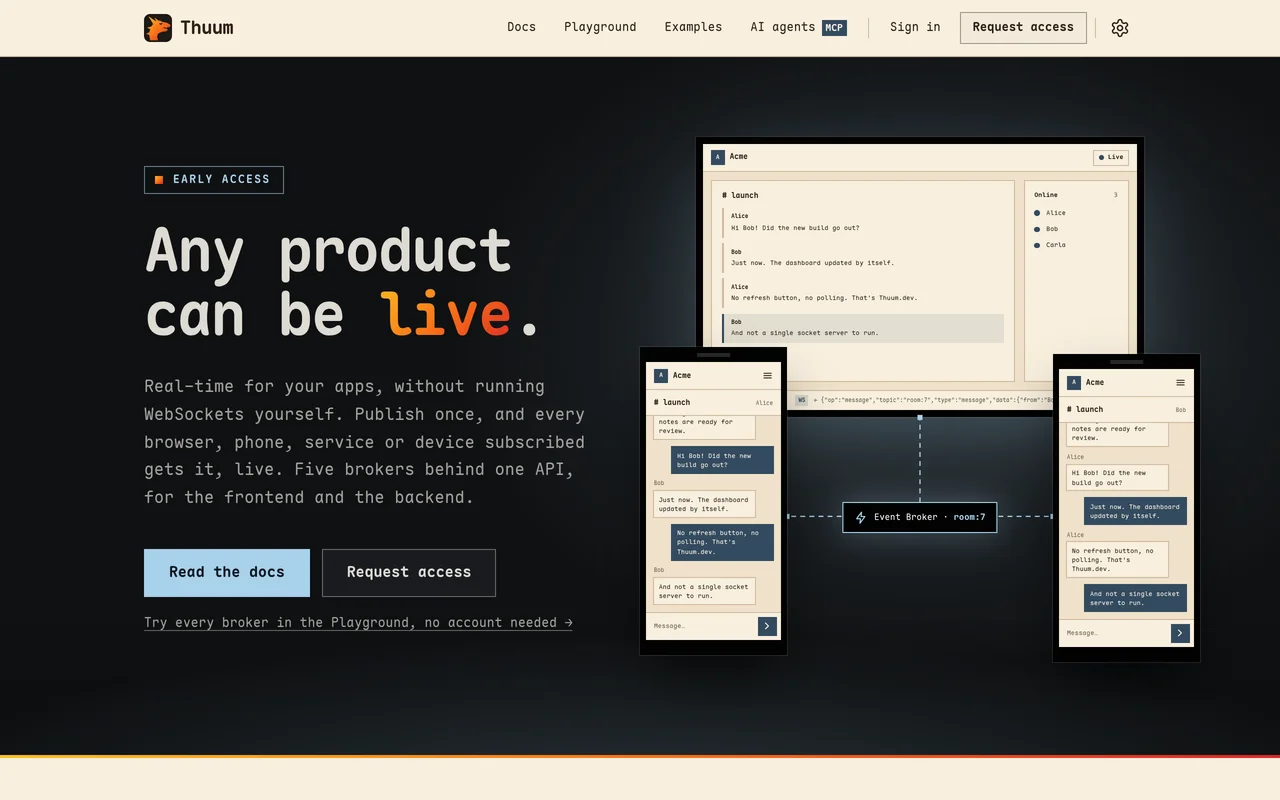 Thuum
Docs
Playground
Examples
AI agents MCP
Sign in
Request access
EARLY ACCESS
Any product
can be live.
Real-time for your apps, without running
WebSockets yourself. Publish once, and every
browser, phone, service or device subscribed
gets it, live. Five brokers behind one API,
for the frontend and the backend.
Read the docs
Request access
Try every broker in the Playground, no account needed →
A Acme
Live
# launch
Alice
Hi Bob! Did the new build go out?
Bob
Just now. The dashboard updated by itself.
Alice
No refresh button, no polling. That's Thuum.dev.
Bob
And not a single socket server to run.
Online 3
Alice
Bob
Carla
WS {"op":"message","topic":"room:7","type":"message","data":{"from":
A Acme
# launch Alice
notes are ready for
review.
Hi Bob! Did the new
build go out?
Bob
Just now. The dashboard
updated by itself.
No refresh button, no
polling. That's
Thuum.dev.
Bob
And not a single socket
server to run.
Message…
Event Broker · room:7
A Acme
# launch Bob
notes are ready for
review.
Alice
Hi Bob! Did the new
build go out?
Just now. The dashboard
updated by itself.
Alice
No refresh button, no
polling. That's
Thuum.dev.
And not a single socket
server to run.
Message…